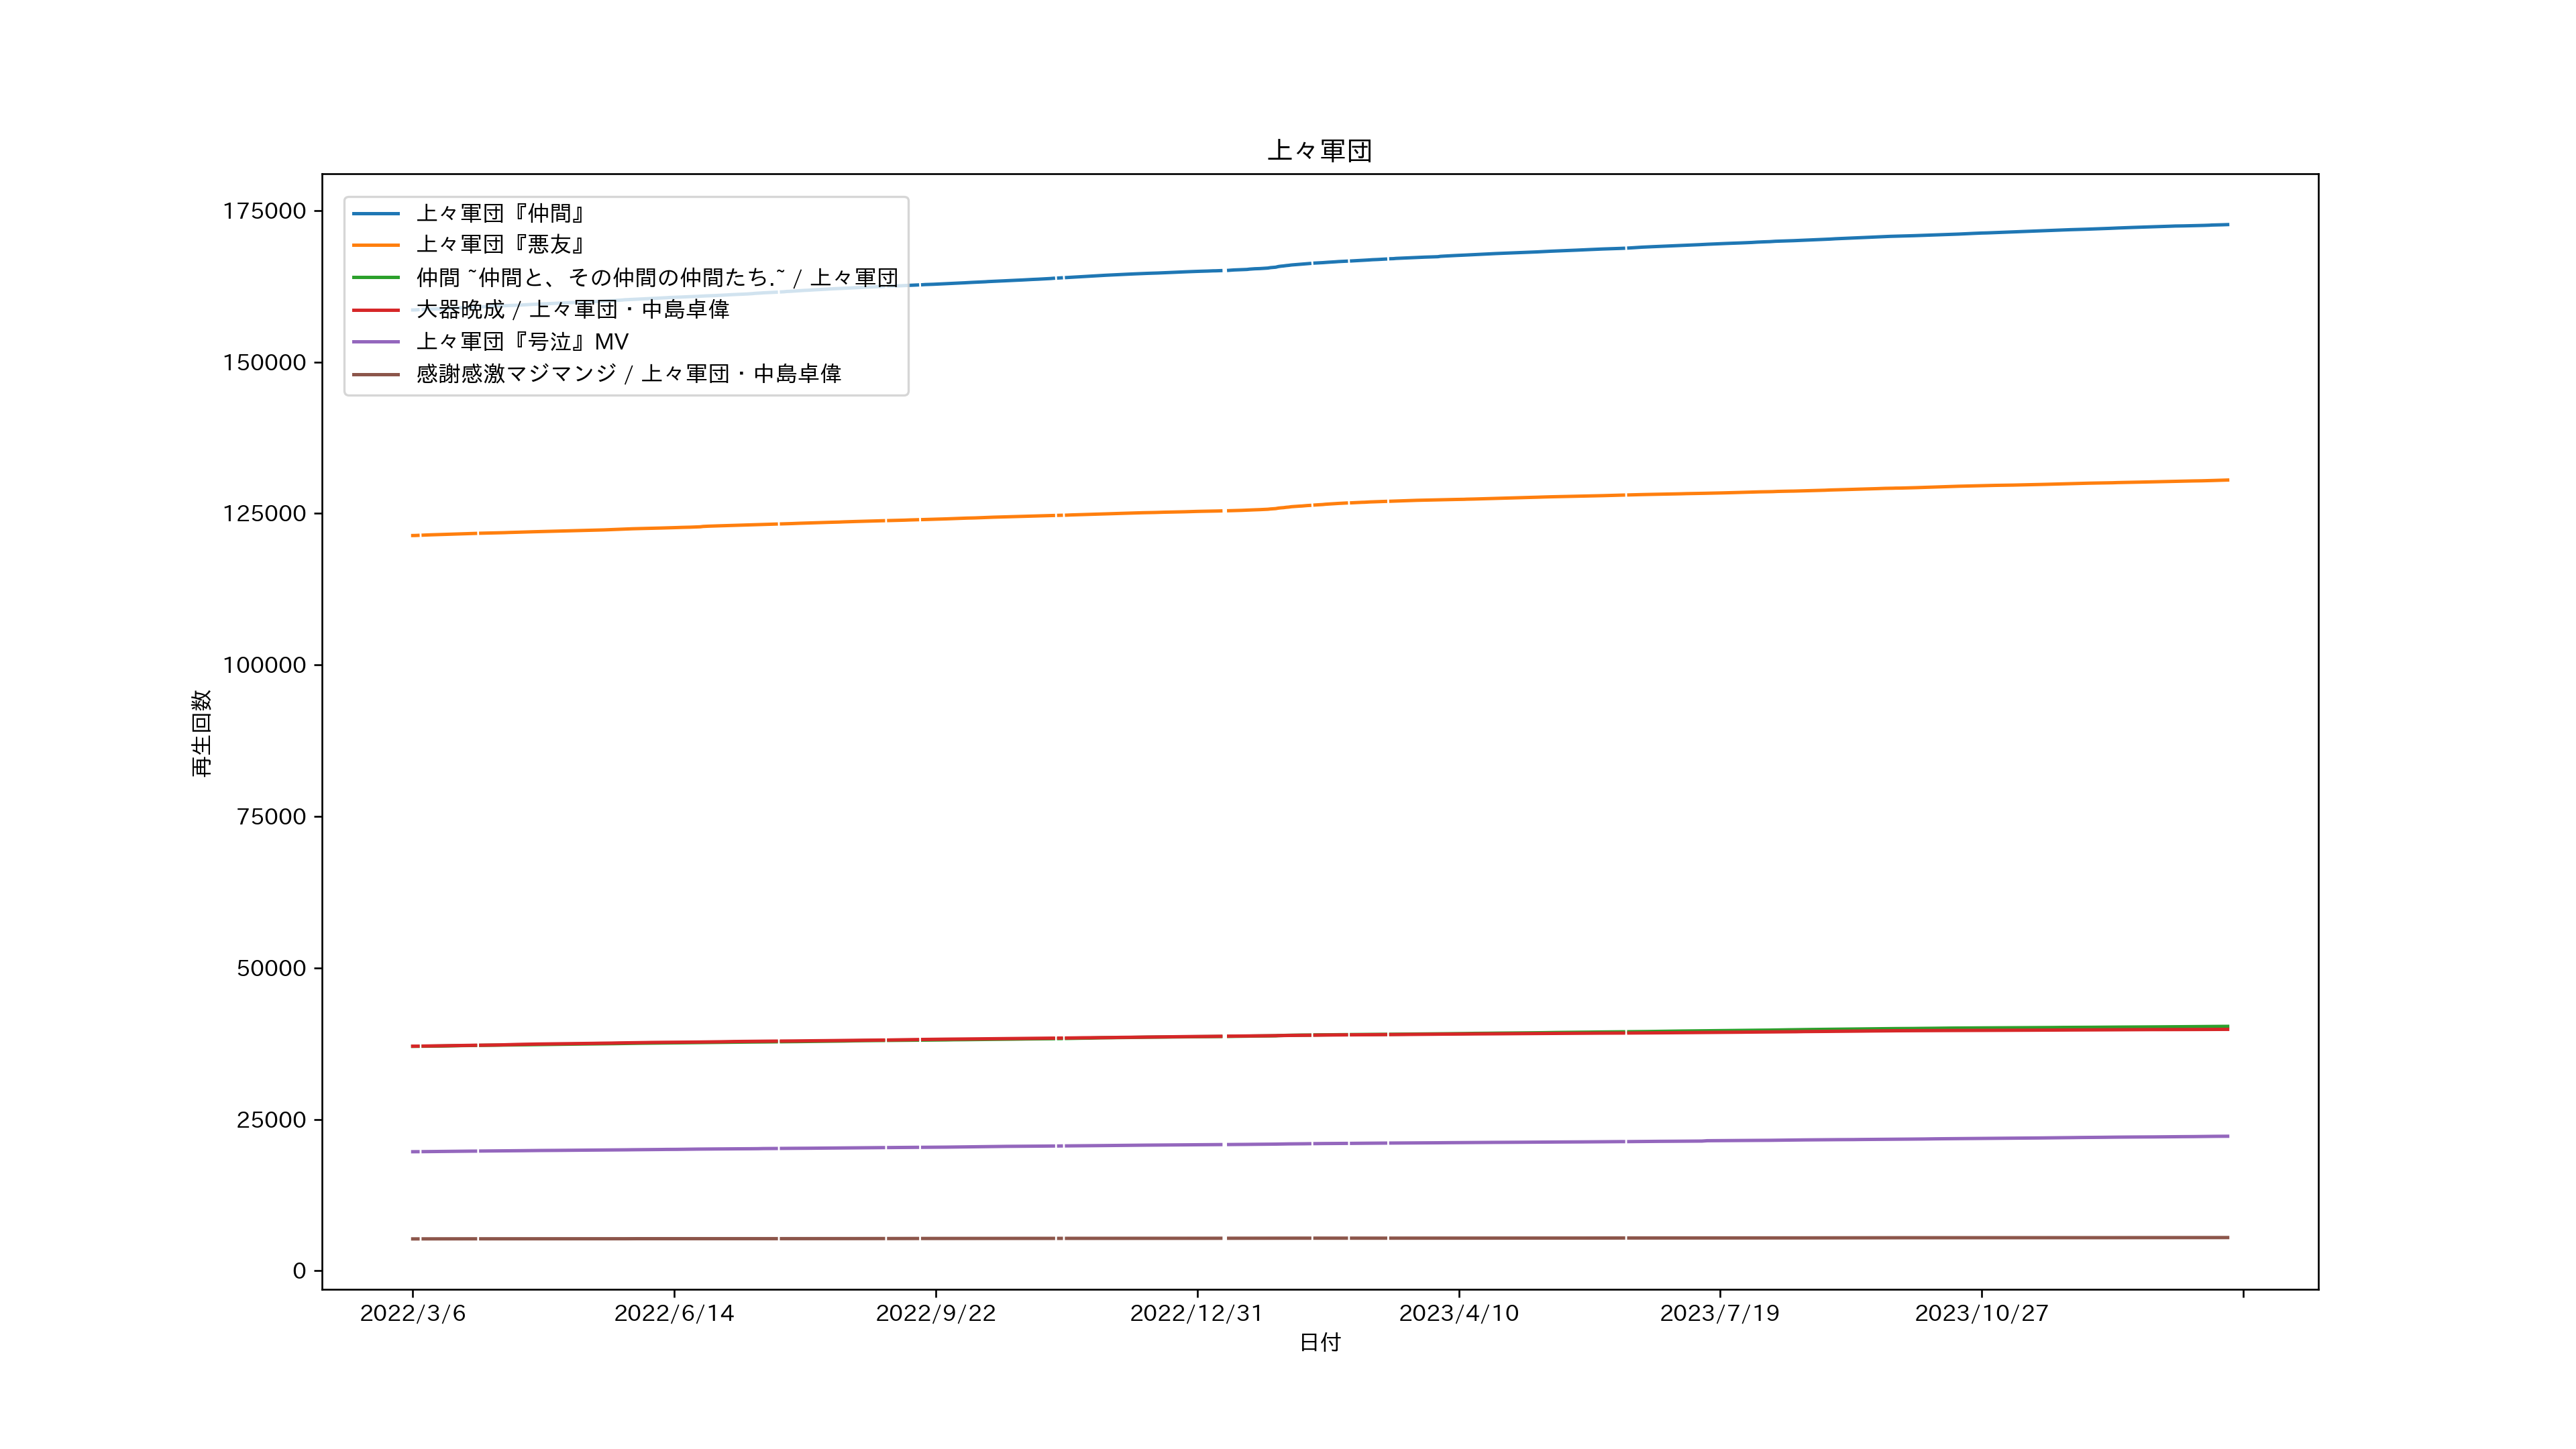 上々軍団
175000
150000
125000
100000
75000
50000
25000
0
再生回数
上々軍団『仲間』
上々軍団『悪友』
仲間 ~仲間と、その仲間の仲間たち.~ / 上々軍団
大器晩成 / 上々軍団・中島卓偉
上々軍団『号泣』MV
感謝感激マジマンジ / 上々軍団・中島卓偉
2022/3/6 2022/6/14 2022/9/22 2022/12/31 2023/4/10 2023/7/19 2023/10/27
日付